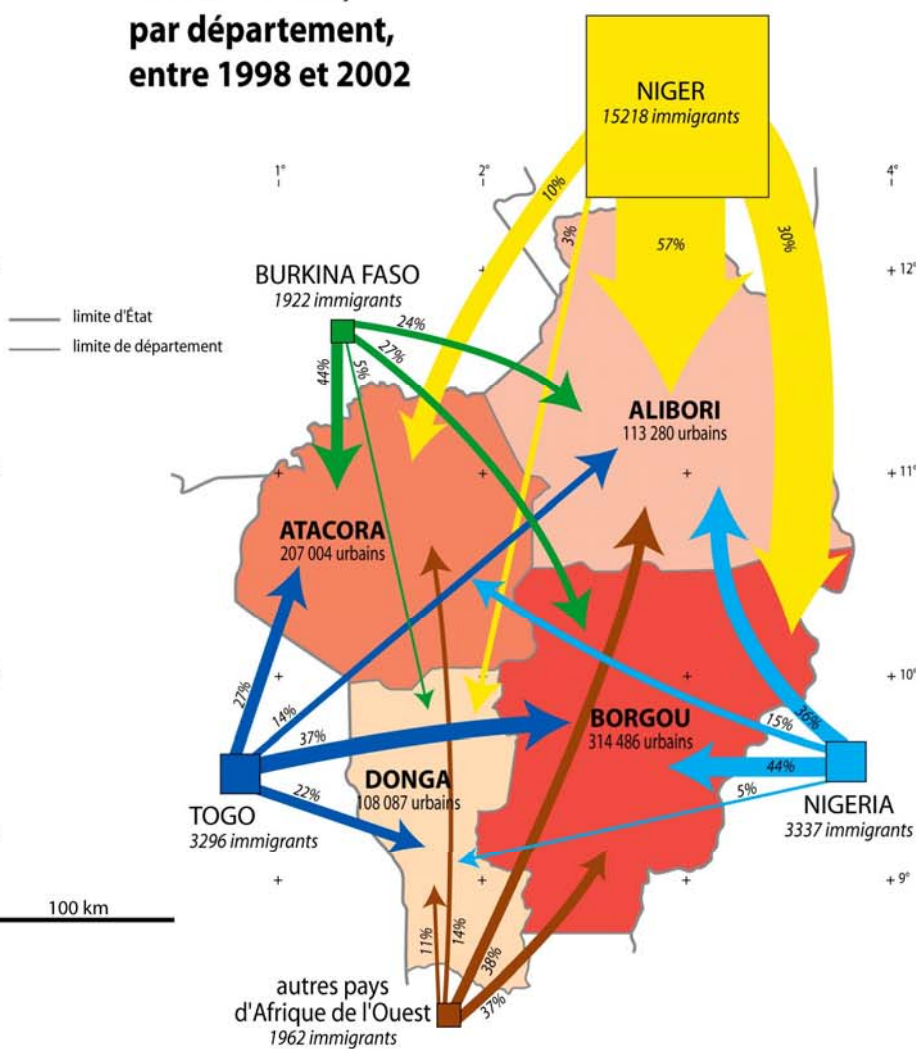 par département,
entre 1998 et 2002
NIGER
15218 immigrants
1°
2°
4°
10%
3%
57%
30%
12°
BURKINA FASO
1922 immigrants
limite d'État
limite de département
24%
27%
44%
5%
ALIBORI
113 280 urbains
11°
ATACORA
207 004 urbains
10°
27%
14%
37%
BORGOU
314 486 urbains
15%
36%
44%
DONGA
108 087 urbains
22%
5%
TOGO
3296 immigrants
NIGERIA
3337 immigrants
9°
100 km
11%
14%
38%
37%
autres pays
d'Afrique de l'Ouest
1962 immigrants